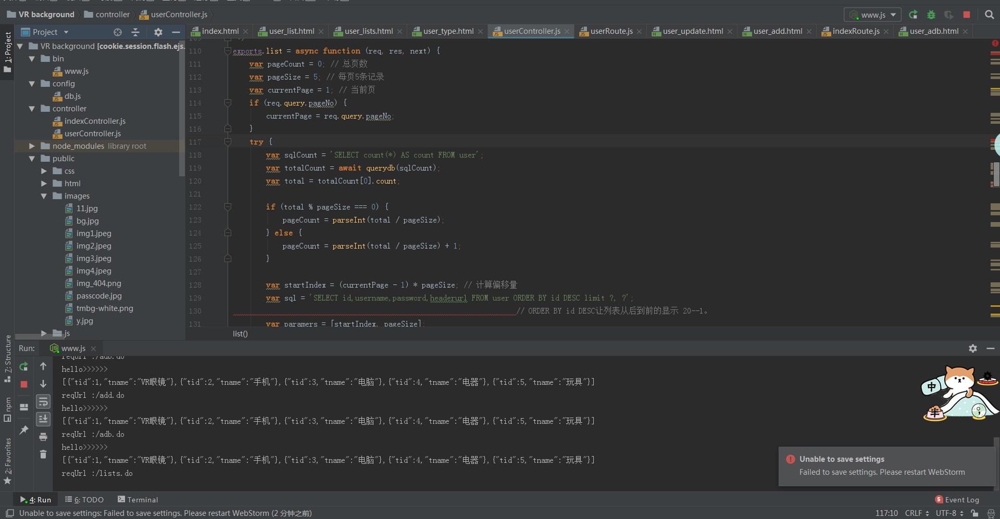 VR background controller userController.js www.js
Project
index.html user_list.html user_lists.html user_type.html userController.js userRoute.js user_update.html user_add.html indexRoute.js user_adb.html
1: Project
7: Structure
npm
2: Favorites
VR background [cookie.session.flash.ejs.
bin
www.js
config
db.js
controller
indexController.js
userController.js
node_modules library root
public
css
html
images
11.jpg
bg.jpg
img1.jpeg
img2.jpeg
img3.jpeg
img4.jpeg
img_404.png
passcode.jpg
tmbg-white.png
y.jpg
js
109 */
110 exports.list = async function (req, res, next) {
111 var pageCount = 0; // 总页数
112 var pageSize = 5; // 每页5条记录
113 var currentPage = 1; // 当前页
114 if (req.query.pageNo) {
115 currentPage = req.query.pageNo;
116 }
117 try {
118 var sqlCount = 'SELECT count(*) AS count FROM user';
119 var totalCount = await querydb(sqlCount);
120 var total = totalCount[0].count;
121
122 if (total % pageSize === 0) {
123 pageCount = parseInt(total / pageSize);
124 } else {
125 pageCount = parseInt(total / pageSize) + 1;
126 }
127
128 var startIndex = (currentPage - 1) * pageSize; // 计算偏移量
129 var sql = 'SELECT id,username,password,headerurl FROM user ORDER BY id DESC limit ?, ?';
130 // ORDER BY id DESC让列表从后到前的显示 20--1。
131 var paramers = [startIndex, pageSize];
list()
Run: www.js
reqUrl :/adb.do
hello>>>>>>
[{"tid":1,"tname":"VR眼镜"},{"tid":2,"tname":"手机"},{"tid":3,"tname":"电脑"},{"tid":4,"tname":"电器"},{"tid":5,"tname":"玩具"}]
reqUrl :/add.do
hello>>>>>>
[{"tid":1,"tname":"VR眼镜"},{"tid":2,"tname":"手机"},{"tid":3,"tname":"电脑"},{"tid":4,"tname":"电器"},{"tid":5,"tname":"玩具"}]
reqUrl :/adb.do
hello>>>>>>
[{"tid":1,"tname":"VR眼镜"},{"tid":2,"tname":"手机"},{"tid":3,"tname":"电脑"},{"tid":4,"tname":"电器"},{"tid":5,"tname":"玩具"}]
reqUrl :/lists.do
中
半
Unable to save settings
Failed to save settings. Please restart WebStorm
4: Run 6: TODO Terminal
5 Event Log
Unable to save settings: Failed to save settings. Please restart WebStorm (2 分钟之前)
117:10 CRLF UTF-8